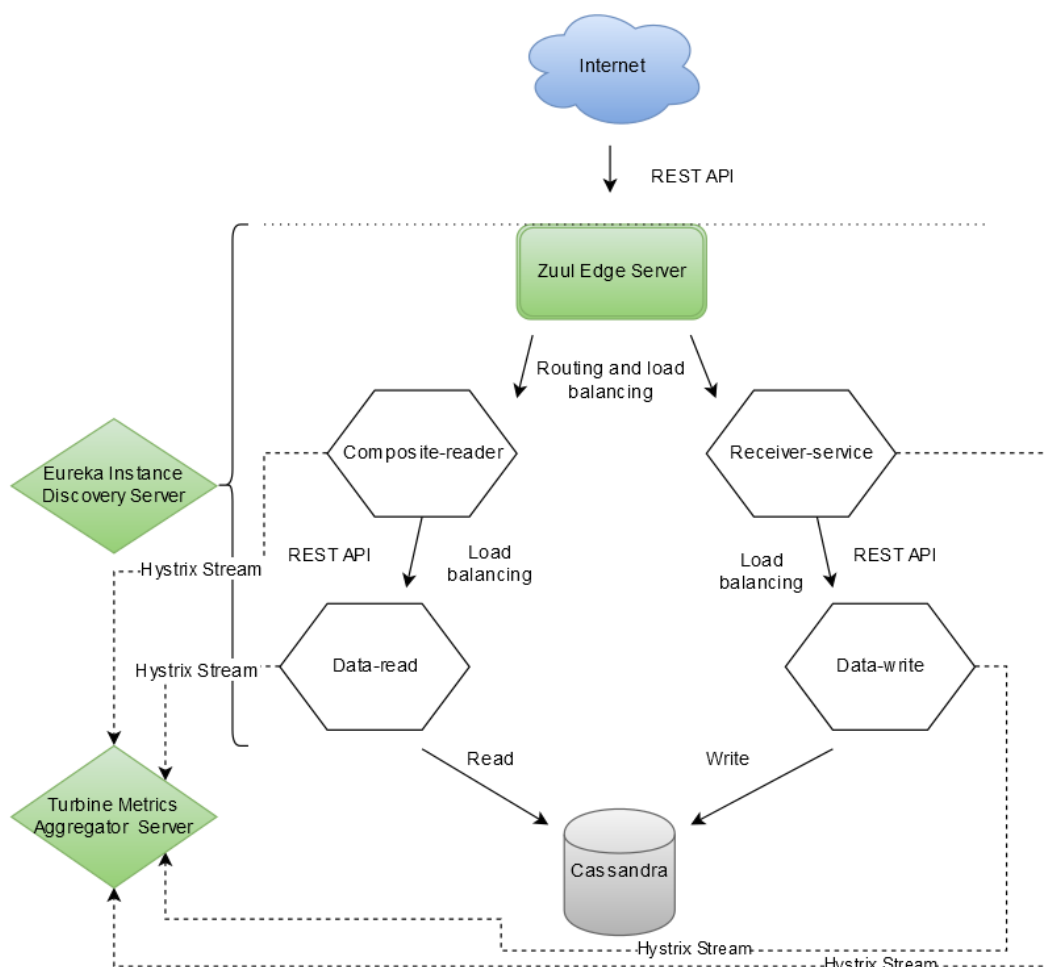 Internet
REST API
Zuul Edge Server
Routing and load
balancing
Composite-reader
Receiver-service
Eureka Instance
Discovery Server
REST API
Load
balancing
Load
balancing
REST API
Hystrix Stream
Hystrix Stream
Data-read
Data-write
Read
Write
Turbine Metrics
Aggregator Server
Cassandra
Hystrix Stream
Hystrix Stream